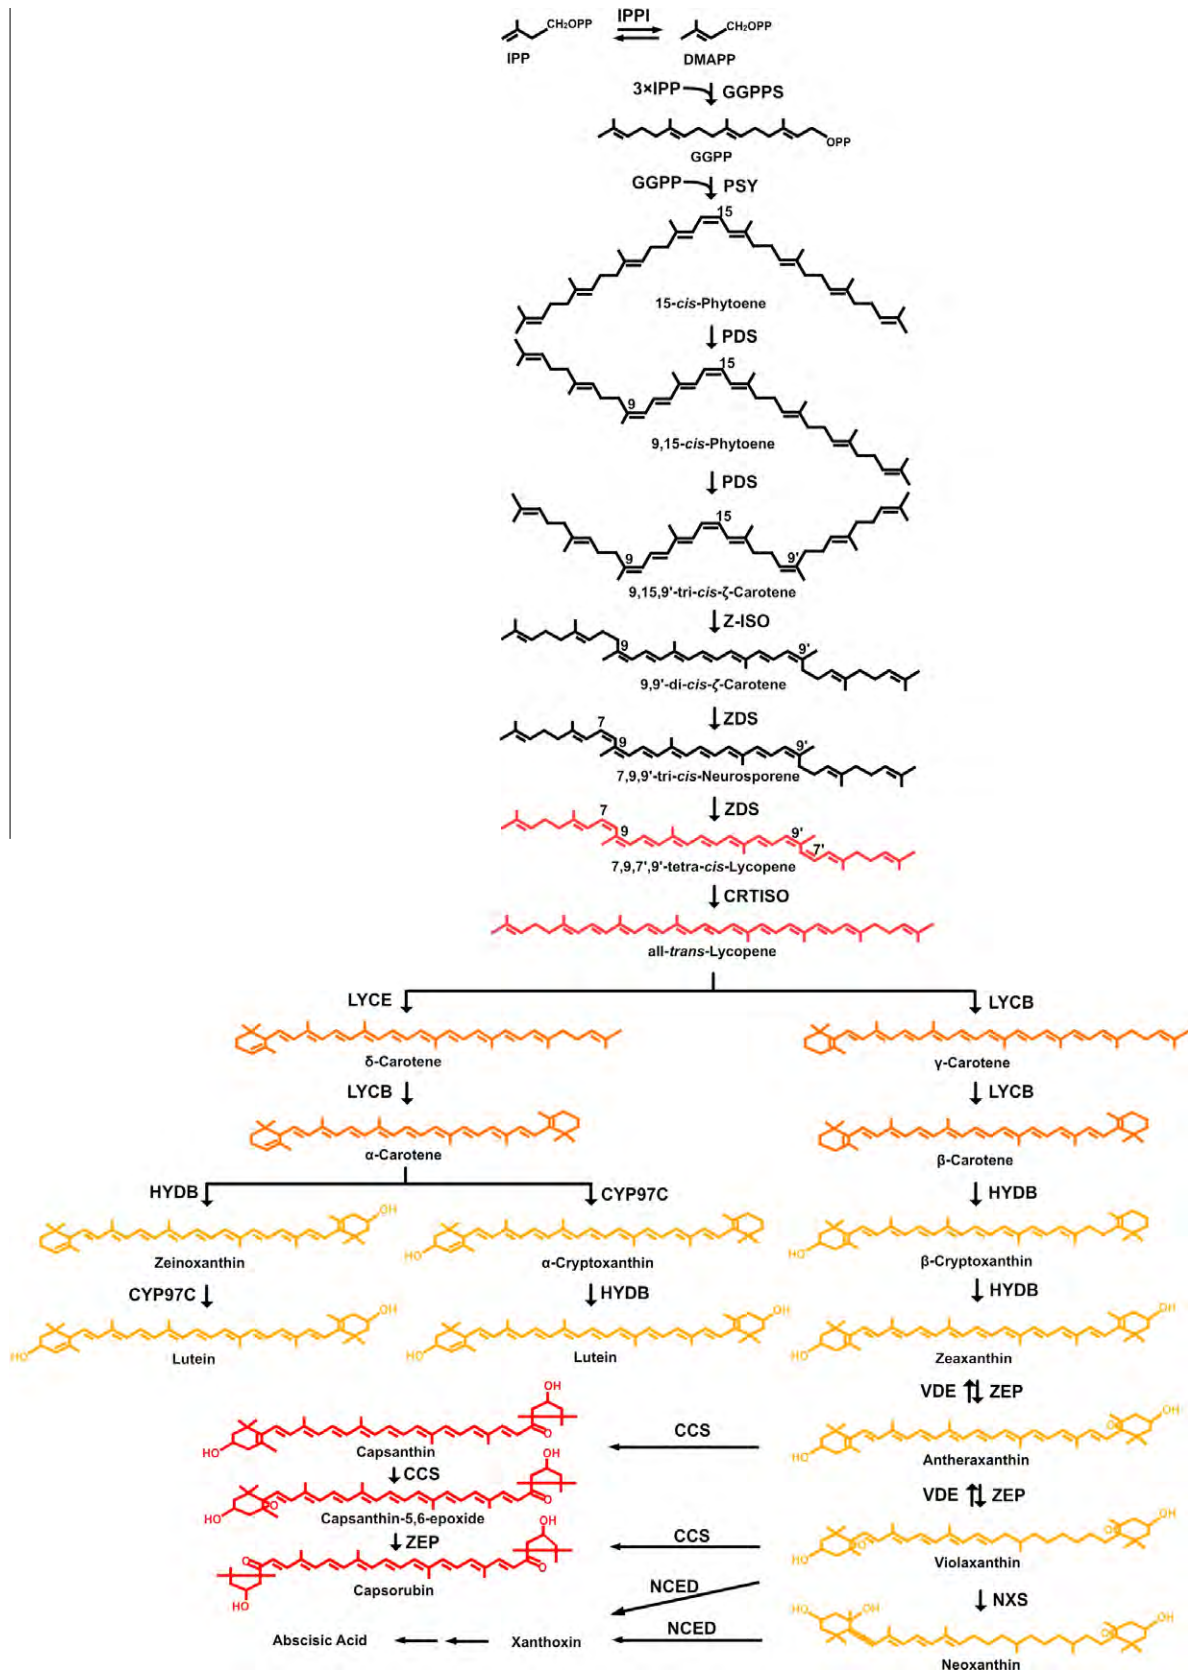 CH₂OPP IPPI CH₂OPP
IPP DMAPP
3×IPP GGPPS
OPP
GGPP
GGPP PSY
15
15-cis-Phytoene
PDS
15
9
9,15-cis-Phytoene
PDS
15
9 9'
9,15,9'-tri-cis-ζ-Carotene
Z-ISO
9 9'
9,9'-di-cis-ζ-Carotene
ZDS
7
9 9'
7,9,9'-tri-cis-Neurosporene
ZDS
7
9 9'
7'
7,9,7',9'-tetra-cis-Lycopene
CRTISO
all-trans-Lycopene
LYCE LYCB
δ-Carotene γ-Carotene
LYCB LYCB
α-Carotene β-Carotene
HYDB CYP97C HYDB
OH
HO HO
Zeinoxanthin α-Cryptoxanthin β-Cryptoxanthin
CYP97C HYDB HYDB
OH OH OH
HO HO HO
Lutein Lutein Zeaxanthin
VDE ZEP
OH OH
O
HO O HO
Capsanthin CCS Antheraxanthin
CCS VDE ZEP
OH
O O
HO
Capsanthin-5,6-epoxide
ZEP CCS
OH OH
O O O O
HO HO
Capsorubin Violaxanthin
NCED NXS
HO OH OH
O
Abscisic Acid Xanthoxin NCED
Neoxanthin